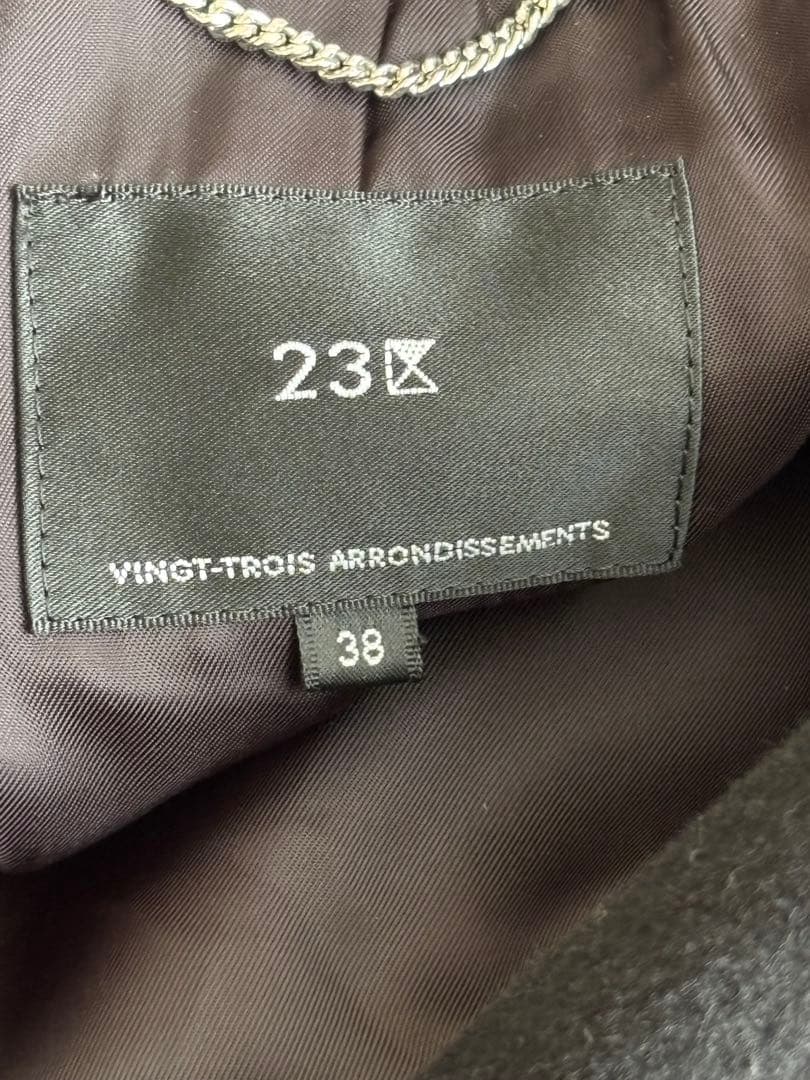 23区
VINGT-TROIS ARRONDISSEMENTS
38